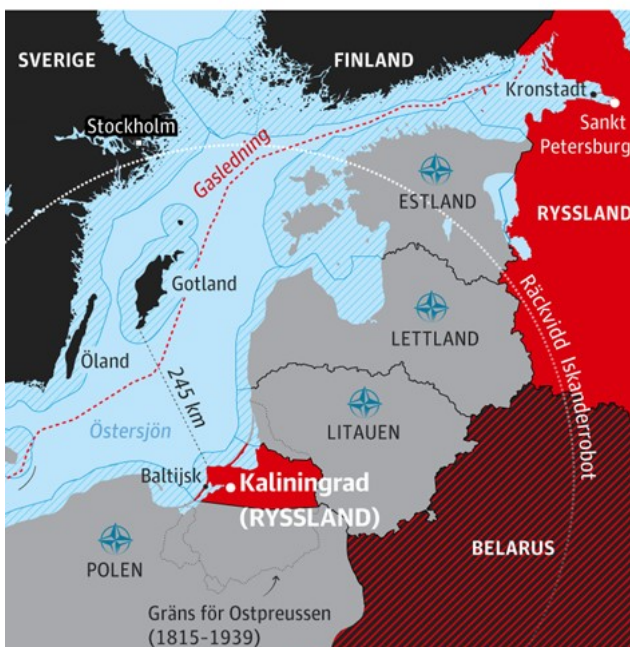 SVERIGE
FINLAND
Kronstadt
Sankt
Petersburg
Stockholm
Gasledning
ESTLAND
RYSSLAND
Gotland
Räckvidd Iskanderrobot
LETTLAND
Öland
245 km
LITAUEN
Östersjön
Baltijsk
Kaliningrad
(RYSSLAND)
BELARUS
POLEN
Gräns för Ostpreussen
(1815-1939)